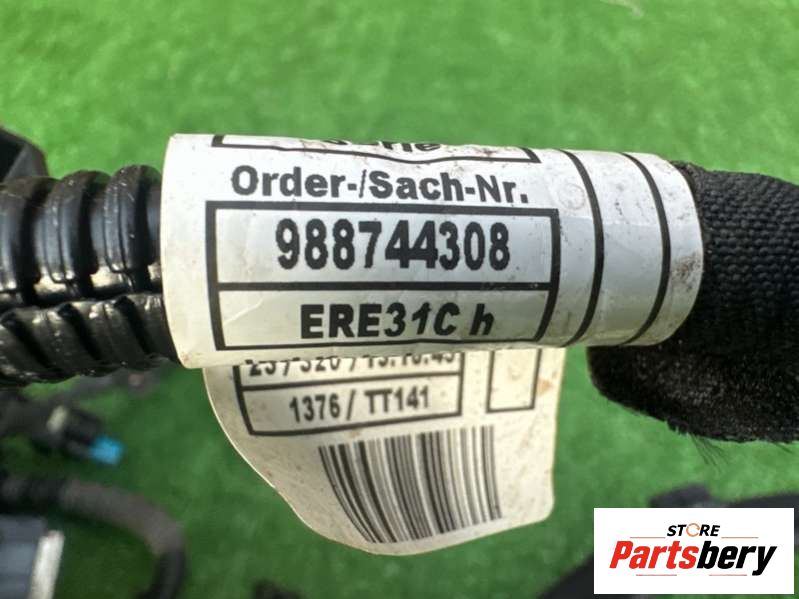 Order-/Sach-Nr.
988744308
ERE31C h
1376 / TT141
STORE
Partsbery